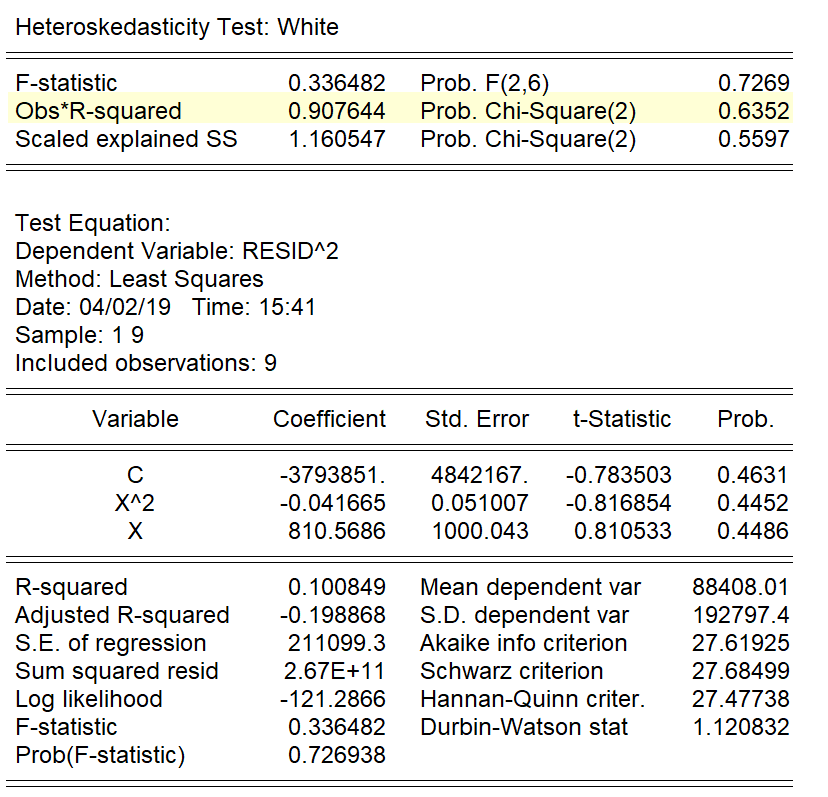 Heteroskedasticity Test: White
F-statistic 0.336482 Prob. F(2,6) 0.7269
Obs*R-squared 0.907644 Prob. Chi-Square(2) 0.6352
Scaled explained SS 1.160547 Prob. Chi-Square(2) 0.5597
Test Equation:
Dependent Variable: RESID^2
Method: Least Squares
Date: 04/02/19 Time: 15:41
Sample: 1 9
Included observations: 9
Variable Coefficient Std. Error t-Statistic Prob.
C -3793851. 4842167. -0.783503 0.4631
X^2 -0.041665 0.051007 -0.816854 0.4452
X 810.5686 1000.043 0.810533 0.4486
R-squared 0.100849 Mean dependent var 88408.01
Adjusted R-squared -0.198868 S.D. dependent var 192797.4
S.E. of regression 211099.3 Akaike info criterion 27.61925
Sum squared resid 2.67E+11 Schwarz criterion 27.68499
Log likelihood -121.2866 Hannan-Quinn criter. 27.47738
F-statistic 0.336482 Durbin-Watson stat 1.120832
Prob(F-statistic) 0.726938